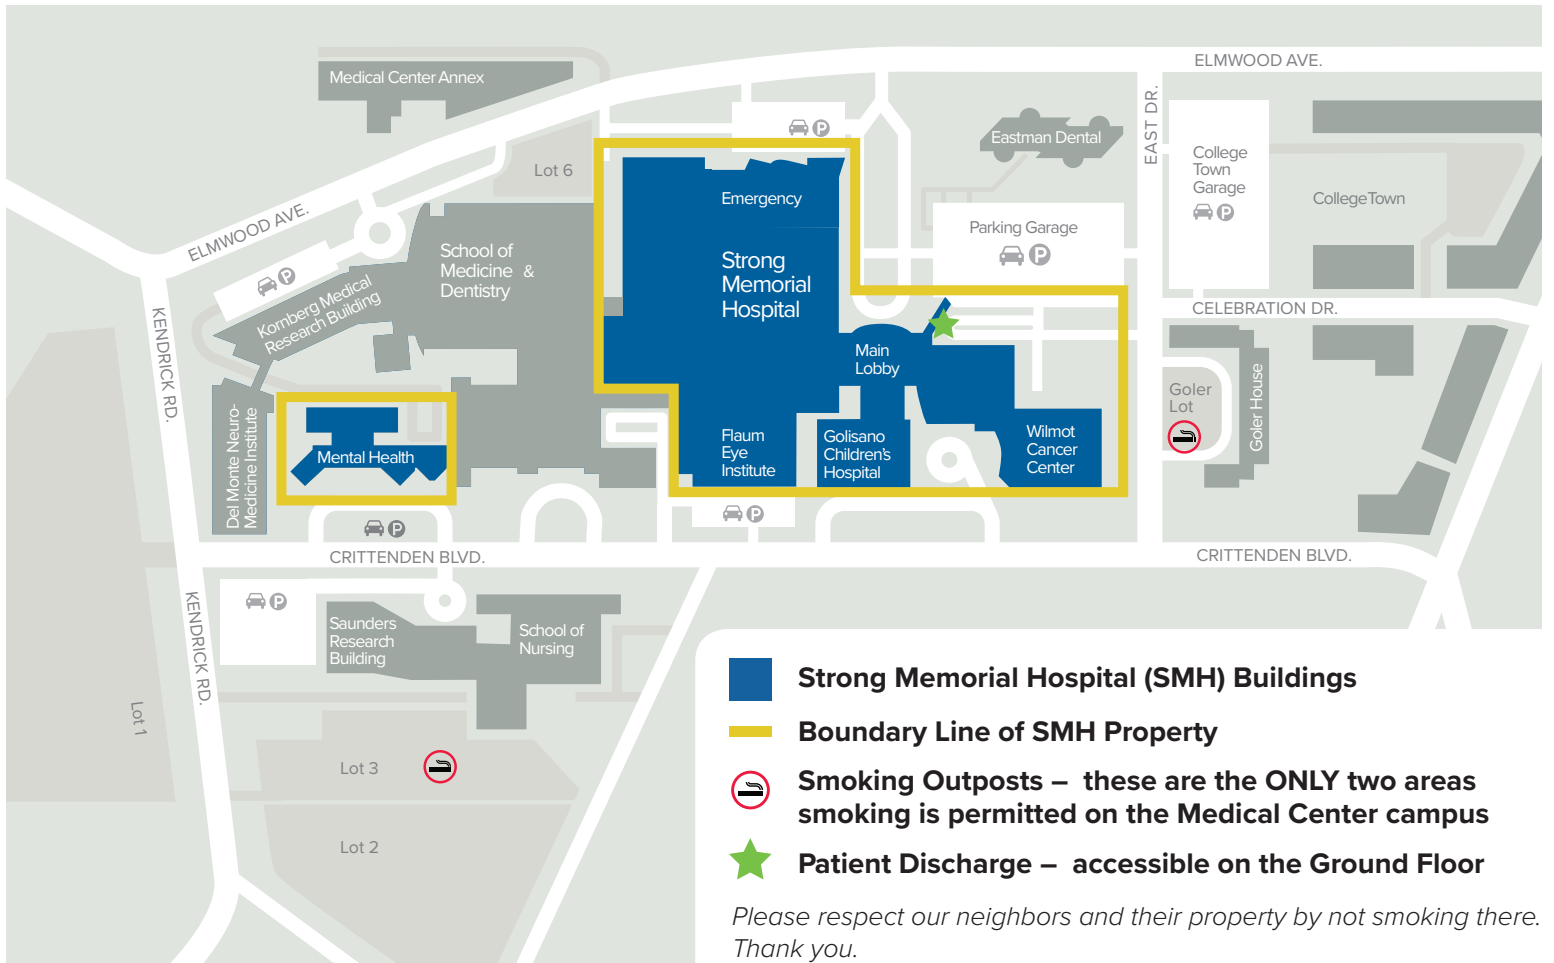 ELMWOOD AVE.
Medical Center Annex
EAST DR.
P
Eastman Dental
College
Town
Garage
P
Lot 6
Emergency
CollegeTown
ELMWOOD AVE.
Parking Garage
P
School of
Medicine &
Dentistry
Strong
Memorial
Hospital
P
Kornberg Medical
Research Building
KENDRICK RD.
CELEBRATION DR.
Main
Lobby
Goler
Lot
Goler House
Del Monte Neuro-
Medicine Institute
Mental Health
Flaum
Eye
Institute
Golisano
Children's
Hospital
Wilmot
Cancer
Center
P
P
CRITTENDEN BLVD.
CRITTENDEN BLVD.
P
KENDRICK RD.
Saunders
Research
Building
School of
Nursing
Lot 1
Lot 3
Lot 2
Strong Memorial Hospital (SMH) Buildings
Boundary Line of SMH Property
Smoking Outposts – these are the ONLY two areas
smoking is permitted on the Medical Center campus
Patient Discharge – accessible on the Ground Floor
Please respect our neighbors and their property by not smoking there.
Thank you.